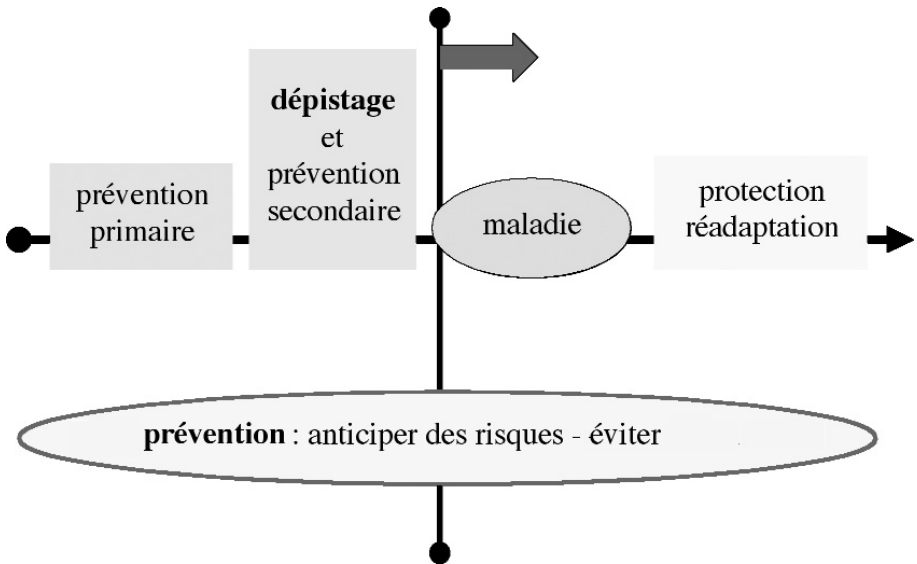 dépistage
et
prévention
secondaire
prévention
primaire
maladie
protection
réadaptation
prévention : anticiper des risques - éviter